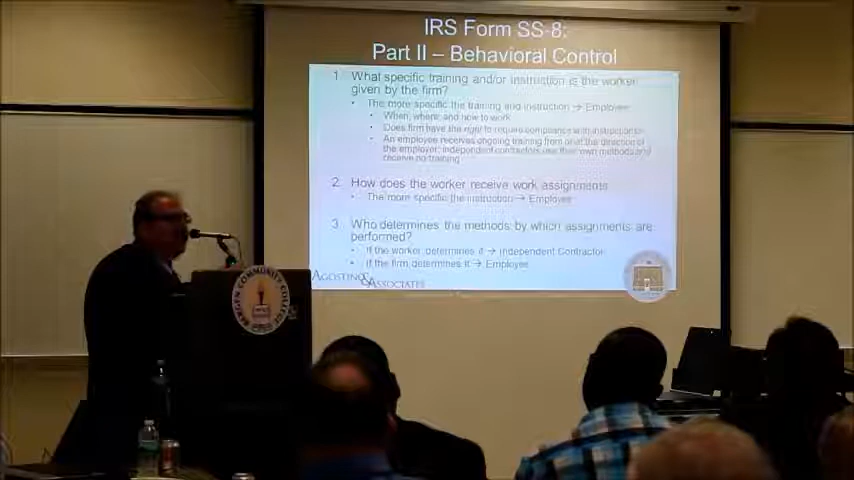 IRS Form SS-8:
Part II – Behavioral Control
1. What specific training and/or instruction is the worker
given by the firm?
• The more specific the training and instruction → Employee
• When, where, and how to work
• Does firm have the right to require compliance with instructions
• An employee receives ongoing training from or at the direction of
the employer; independent contractors use their own methods and
receive no training
2. How does the worker receive work assignments
• The more specific the instruction → Employee
3. Who determines the methods by which assignments are
performed?
• If the worker determines it → Independent Contractor
• If the firm determines it → Employee
AGOSTINO
& ASSOCIATES
BERGEN COMMUNITY COLLEGE